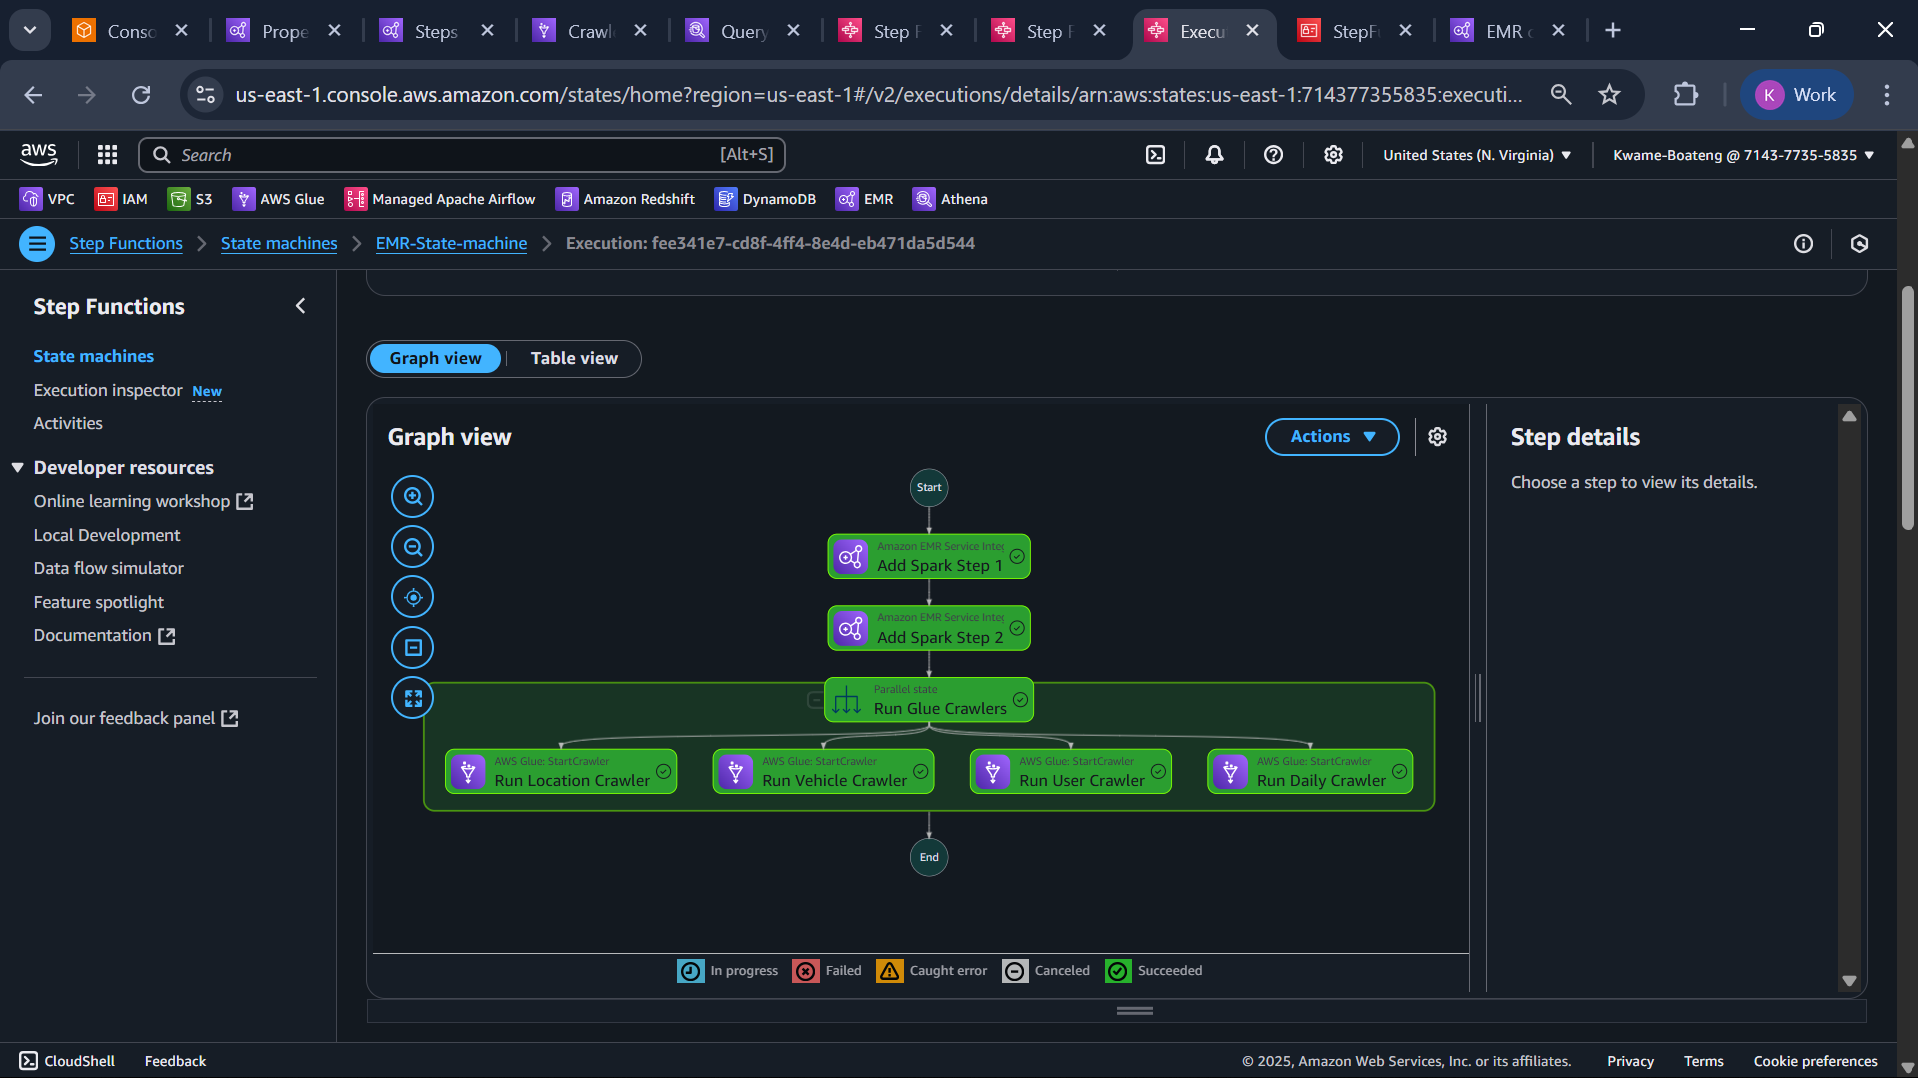 Conso
Prope
Steps
Crawl
Query
Step F
Step F
Execu
StepF
EMR
us-east-1.console.aws.amazon.com/states/home?region=us-east-1#/v2/executions/details/arn:aws:states:us-east-1:714377355835:executi...
K Work
aws
Search [Alt+S]
United States (N. Virginia)
Kwame-Boateng @ 7143-7735-5835
VPC IAM S3 AWS Glue Managed Apache Airflow Amazon Redshift DynamoDB EMR Athena
Step Functions > State machines > EMR-State-machine > Execution: fee341e7-cd8f-4ff4-8e4d-eb471da5d544
Step Functions
State machines
Execution inspector New
Activities
Developer resources
Online learning workshop
Local Development
Data flow simulator
Feature spotlight
Documentation
Join our feedback panel
Graph view Table view
Graph view
Actions
Start
Amazon EMR Service Integ
Add Spark Step 1
Amazon EMR Service Integ
Add Spark Step 2
Parallel state
Run Glue Crawlers
AWS Glue: StartCrawler
Run Location Crawler
AWS Glue: StartCrawler
Run Vehicle Crawler
AWS Glue: StartCrawler
Run User Crawler
AWS Glue: StartCrawler
Run Daily Crawler
End
In progress Failed Caught error Canceled Succeeded
Step details
Choose a step to view its details.
CloudShell Feedback
© 2025, Amazon Web Services, Inc. or its affiliates. Privacy Terms Cookie preferences